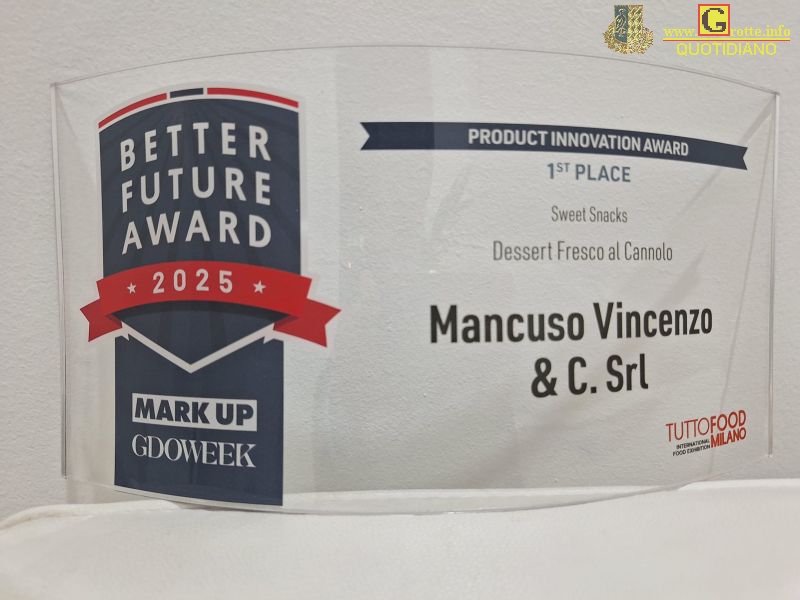 www.Grotte.info
QUOTIDIANO
BETTER
FUTURE
AWARD
2025
MARK UP
GDOWEEK
PRODUCT INNOVATION AWARD
1ST PLACE
Sweet Snacks
Dessert Fresco al Cannolo
Mancuso Vincenzo
& C. Srl
TUTTOFOOD
INTERNATIONAL
FOOD EXHIBITION
MILANO